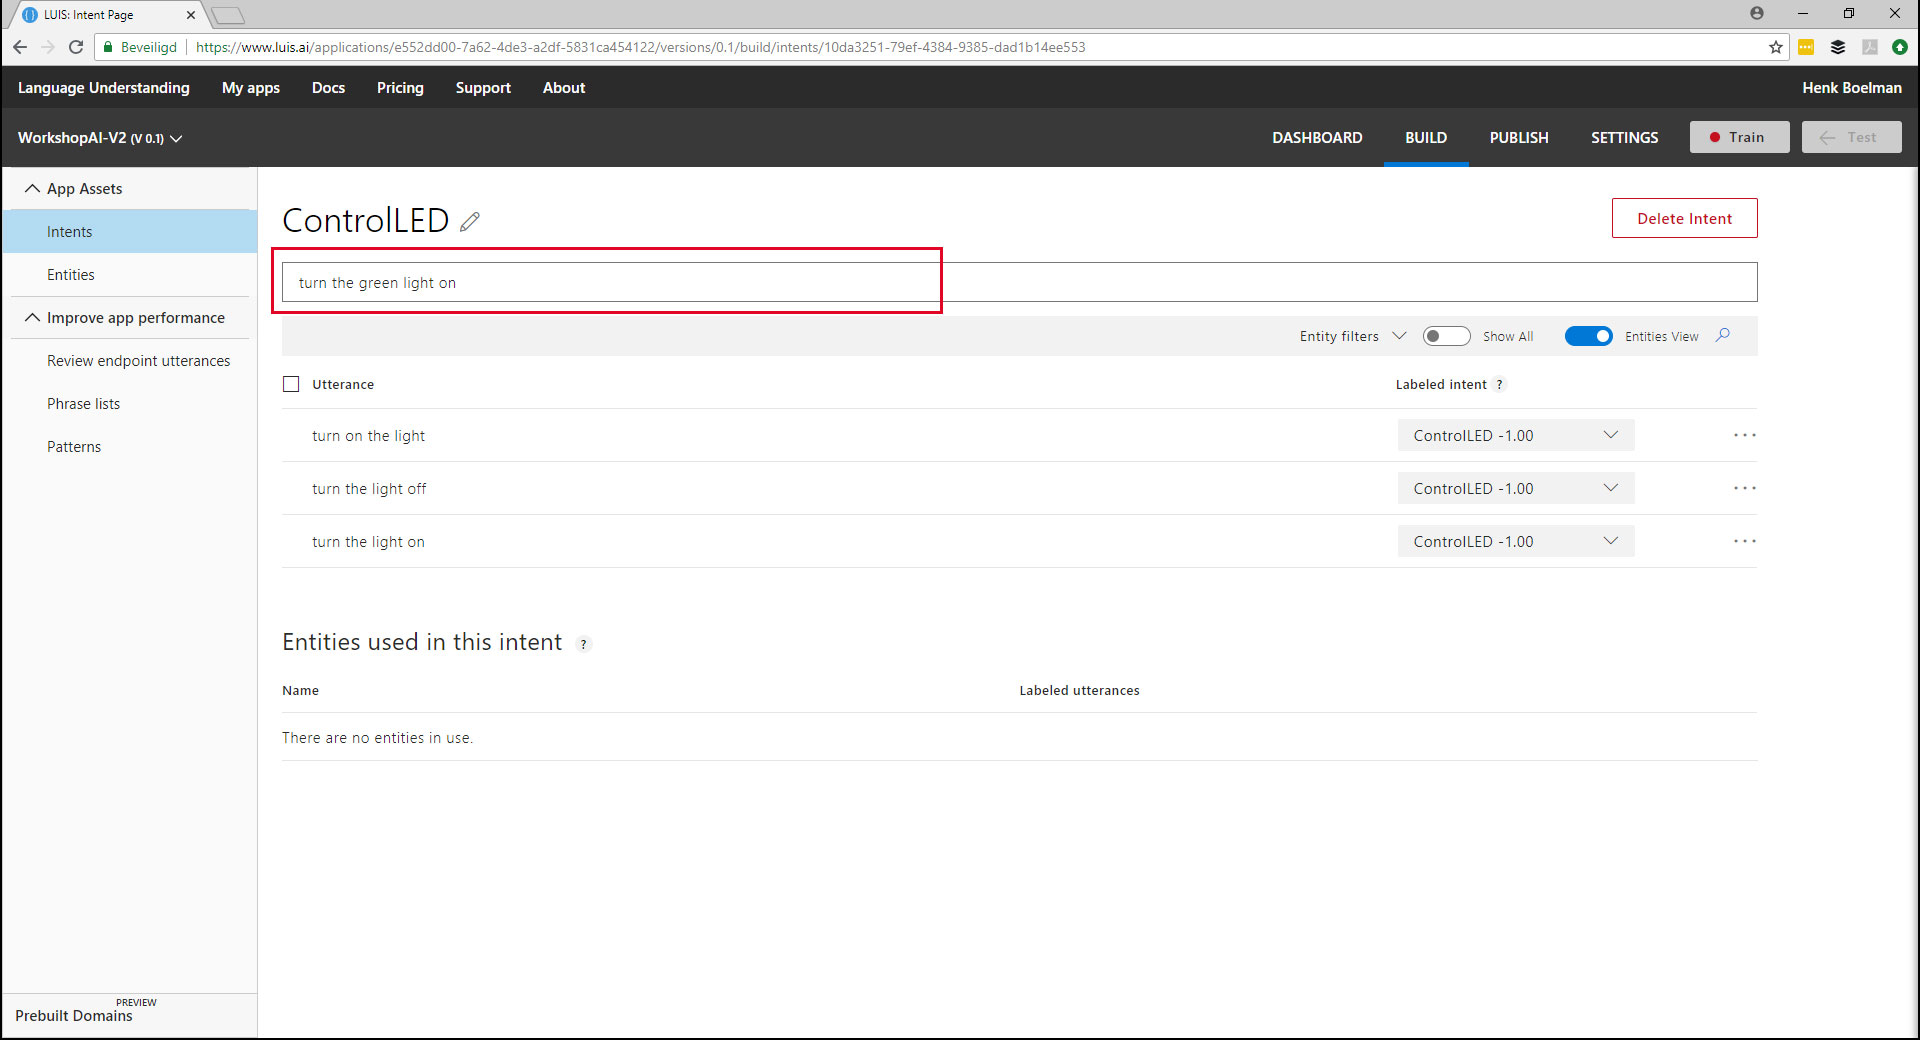 LUIS: Intent Page
Beveiligd https://www.luis.ai/applications/e552dd00-7a62-4de3-a2df-5831ca454122/versions/0.1/build/intents/10da3251-79ef-4384-9385-dad1b14ee553
Language Understanding My apps Docs Pricing Support About Henk Boelman
WorkshopAI-V2 (V 0.1) DASHBOARD BUILD PUBLISH SETTINGS Train Test
App Assets
Intents
Entities
Improve app performance
Review endpoint utterances
Phrase lists
Patterns
PREVIEW
Prebuilt Domains
ControlLED Delete Intent
turn the green light on
Entity filters Show All Entities View
Utterance Labeled intent ?
turn on the light ControlLED -1.00 ...
turn the light off ControlLED -1.00 ...
turn the light on ControlLED -1.00 ...
Entities used in this intent ?
Name Labeled utterances
There are no entities in use.